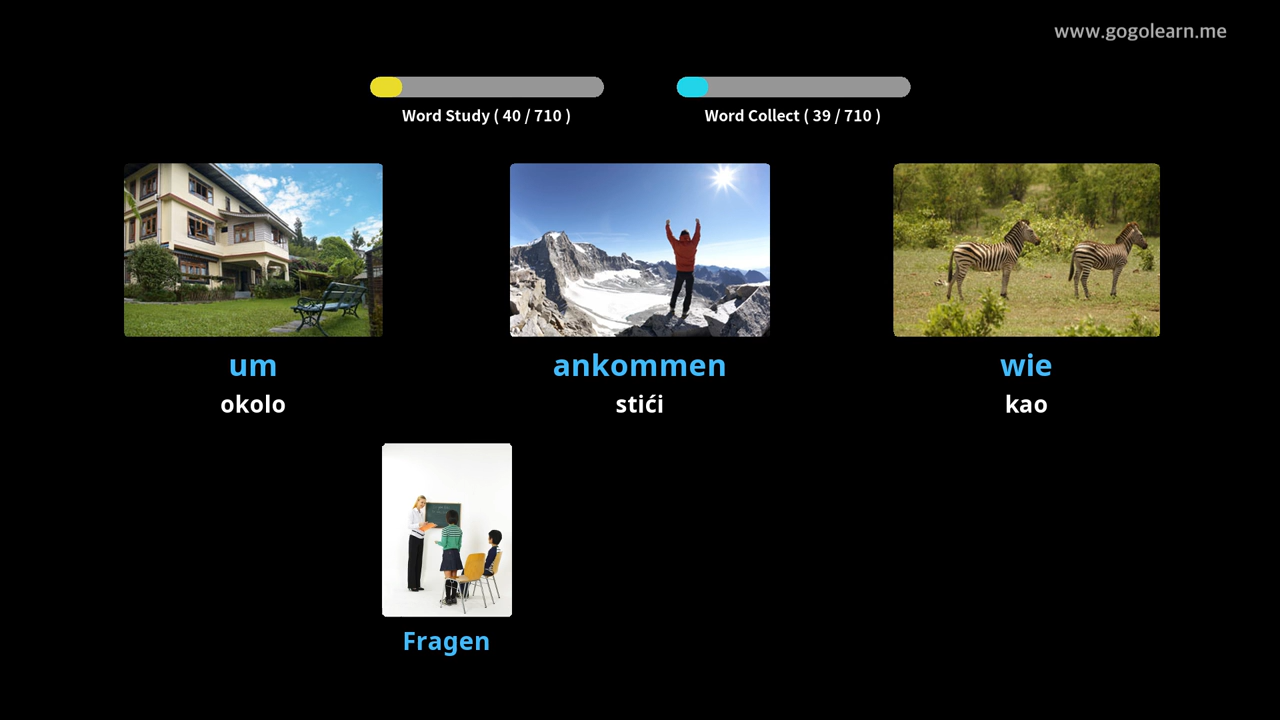 www.gogolearn.me
Word Study ( 40 / 710 )
Word Collect ( 39 / 710 )
um
ankommen
wie
okolo
stići
kao
Fragen